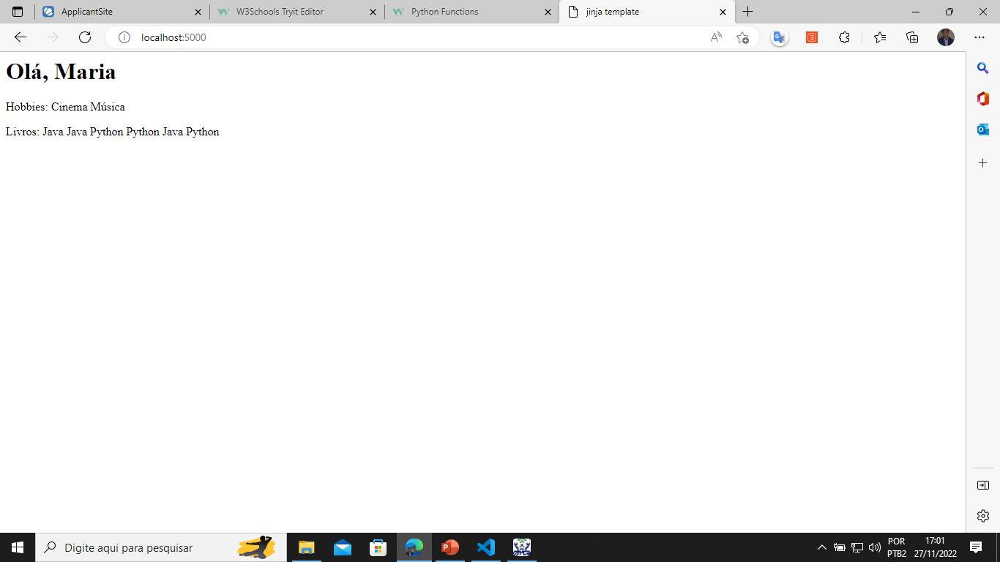 ApplicantSite
W3Schools Tryit Editor
Python Functions
jinja template
localhost:5000
Olá, Maria
Hobbies: Cinema Música
Livros: Java Java Python Python Java Python
Digite aqui para pesquisar
POR
PTB2
17:01
27/11/2022